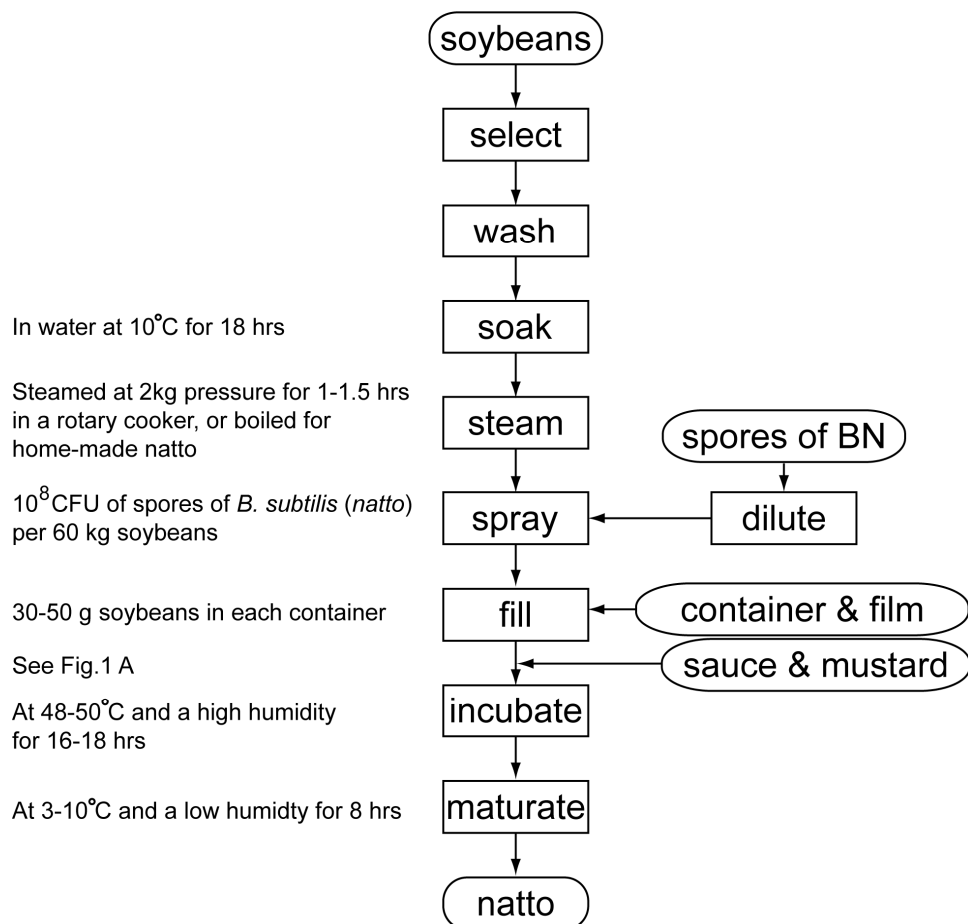 soybeans
select
wash
In water at 10°C for 18 hrs
soak
Steamed at 2kg pressure for 1-1.5 hrs
in a rotary cooker, or boiled for
home-made natto
steam
spores of BN
10⁸ CFU of spores of B. subtilis (natto)
per 60 kg soybeans
spray
dilute
30-50 g soybeans in each container
fill
container & film
See Fig.1 A
sauce & mustard
At 48-50°C and a high humidity
for 16-18 hrs
incubate
At 3-10°C and a low humidty for 8 hrs
maturate
natto